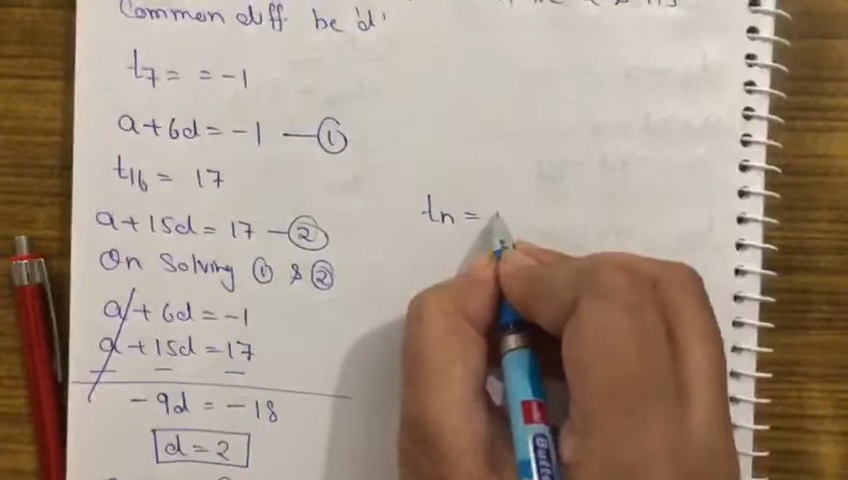 Common diff. be 'd'
t7 = = -1
a + 6d = -1 — ①
t16 = 17
a + 15d = 17 — ②
On Solving ① & ②
a + 6d = -1
a + 15d = 17
— — —
-9d = -18
d = 2
tn =
Butter